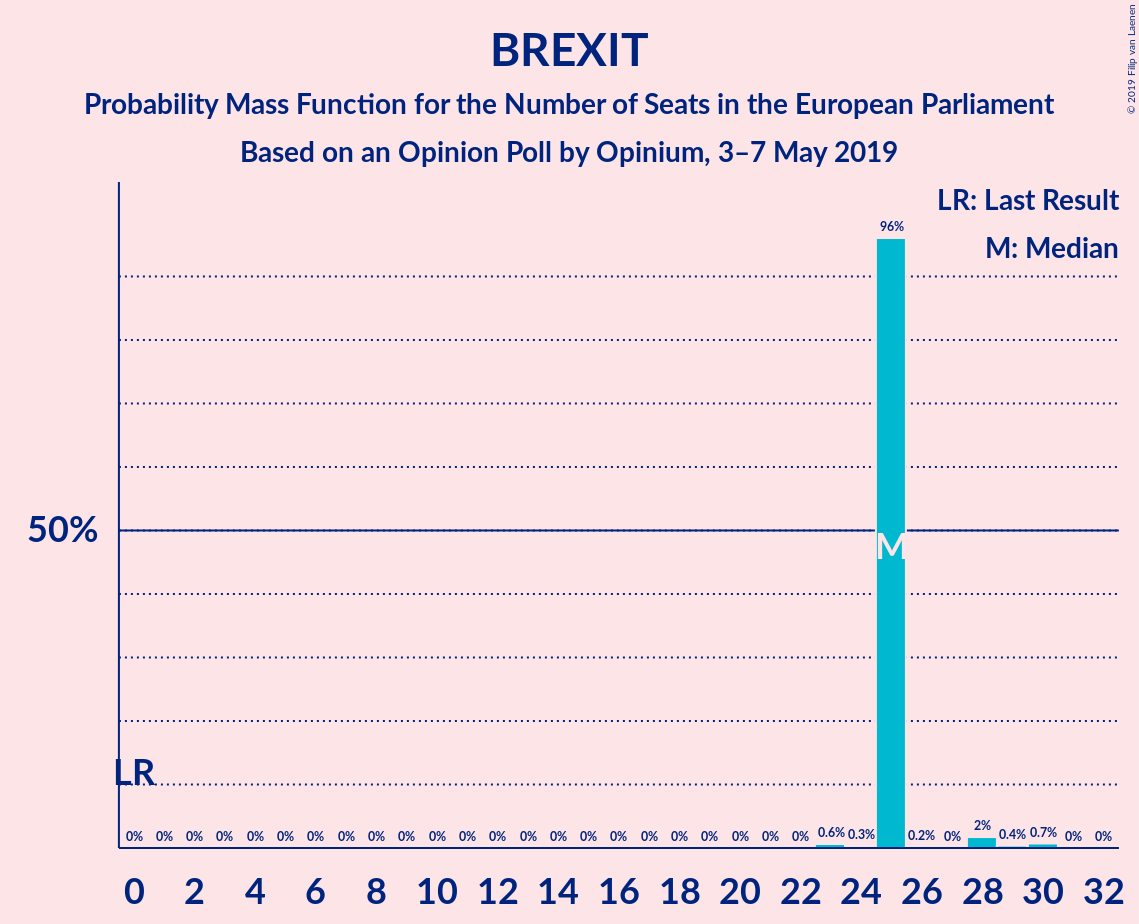 BREXIT
Probability Mass Function for the Number of Seats in the European Parliament
Based on an Opinion Poll by Opinium, 3–7 May 2019
© 2019 Filip van Laenen
LR: Last Result
M: Median
96%
50%
M
LR
0% 0% 0% 0% 0% 0% 0% 0% 0% 0% 0% 0% 0% 0% 0% 0% 0% 0% 0% 0% 0% 0% 0% 0.6% 0.3% 0.2% 0% 2% 0.4% 0.7% 0% 0%
0 2 4 6 8 10 12 14 16 18 20 22 24 26 28 30 32